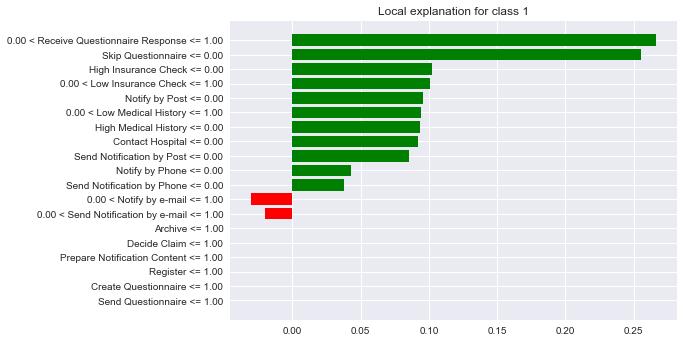 Local explanation for class 1
0.00 < Receive Questionnaire Response <= 1.00
Skip Questionnaire <= 0.00
High Insurance Check <= 0.00
0.00 < Low Insurance Check <= 1.00
Notify by Post <= 0.00
0.00 < Low Medical History <= 1.00
High Medical History <= 0.00
Contact Hospital <= 0.00
Send Notification by Post <= 0.00
Notify by Phone <= 0.00
Send Notification by Phone <= 0.00
0.00 < Notify by e-mail <= 1.00
0.00 < Send Notification by e-mail <= 1.00
Archive <= 1.00
Decide Claim <= 1.00
Prepare Notification Content <= 1.00
Register <= 1.00
Create Questionnaire <= 1.00
Send Questionnaire <= 1.00
0.00 0.05 0.10 0.15 0.20 0.25